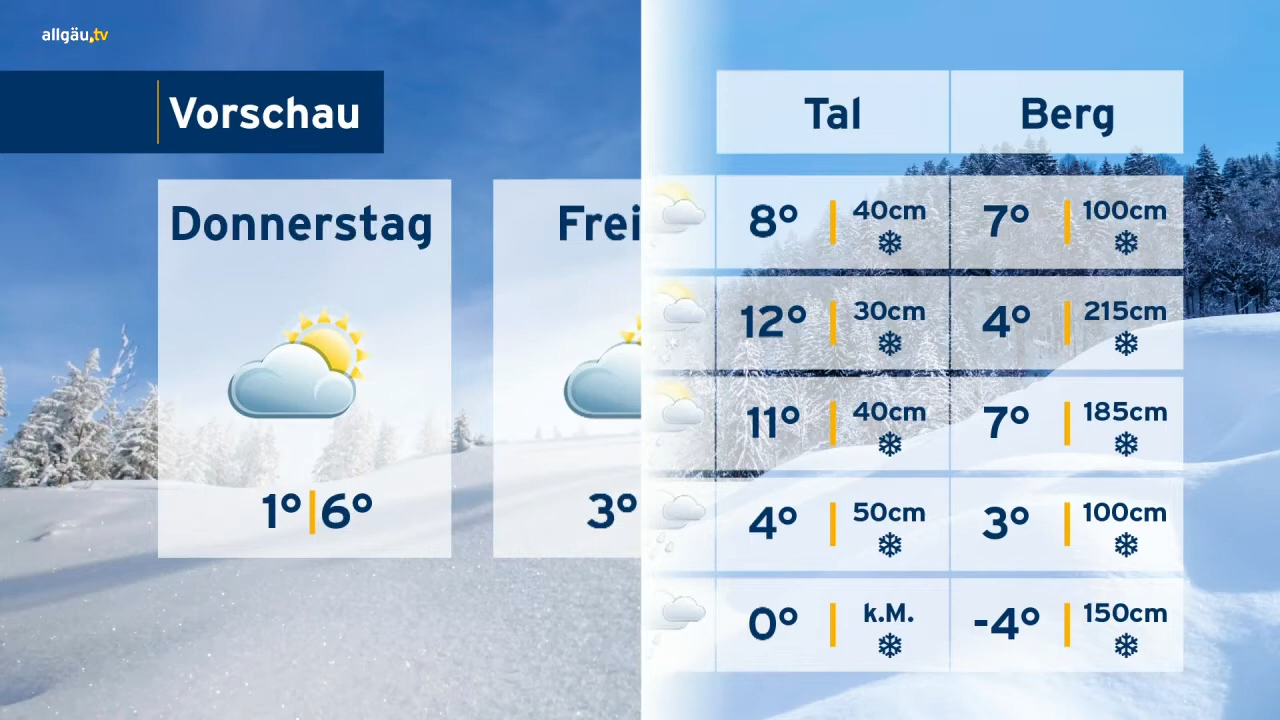 allgäu.tv
Vorschau
Donnerstag
1° 6°
Frei
3°
Tal Berg
8° 40cm 7° 100cm
12° 30cm 4° 215cm
11° 40cm 7° 185cm
4° 50cm 3° 100cm
0° k.M. -4° 150cm